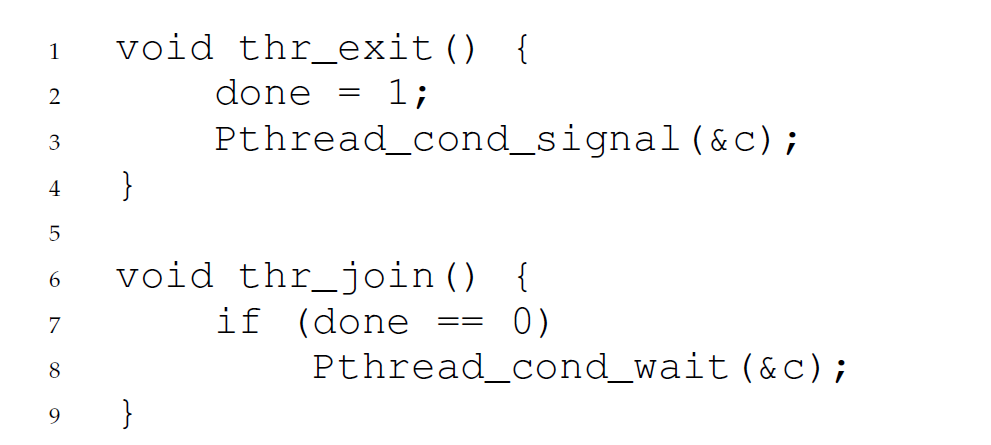 1 void thr_exit() {
2 done = 1;
3 Pthread_cond_signal(&c);
4 }
5
6 void thr_join() {
7 if (done == 0)
8 Pthread_cond_wait(&c);
9 }